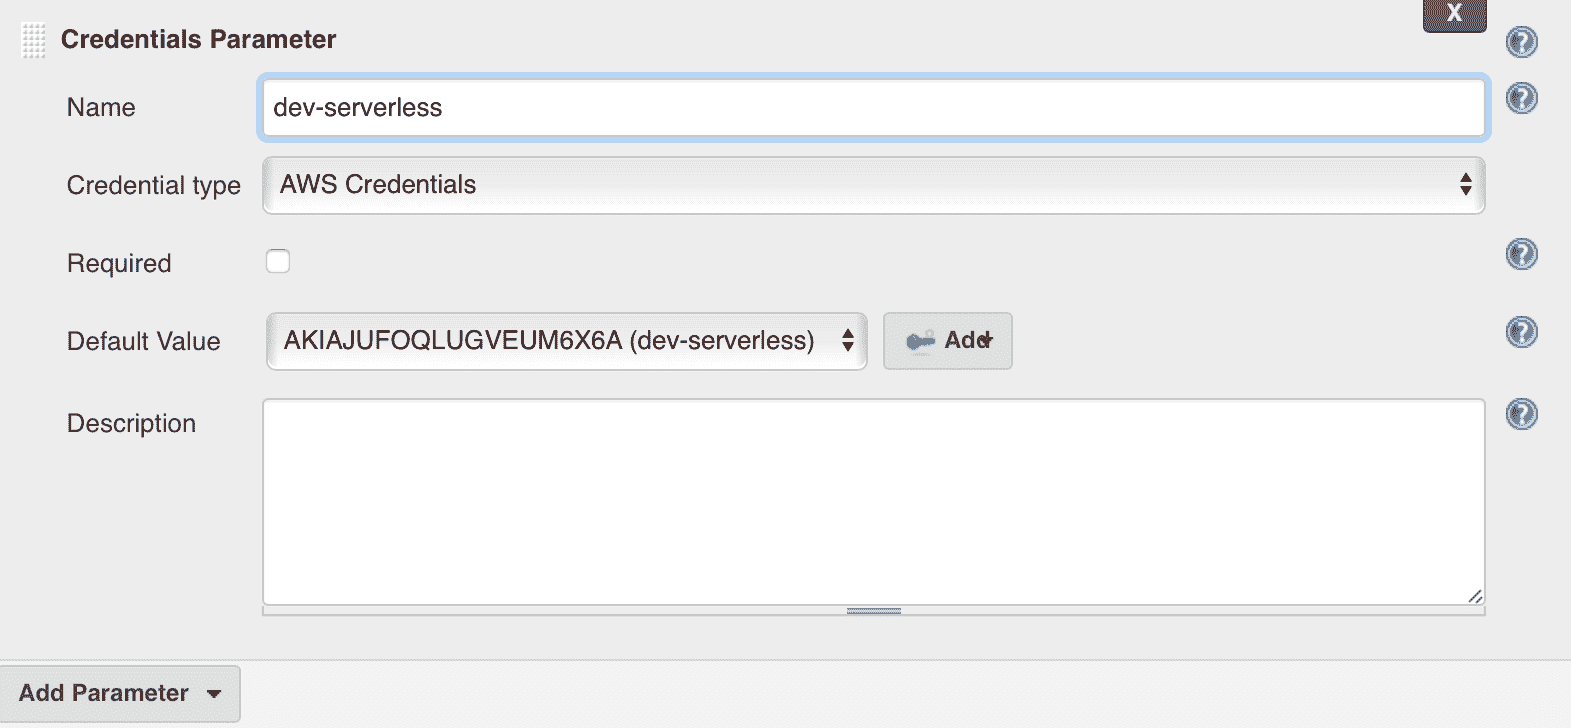 X
Credentials Parameter
Name
dev-serverless
Credential type
AWS Credentials
Required
Default Value
AKIAJUFOQLUGVEUM6X6A (dev-serverless)
Add
Description
Add Parameter